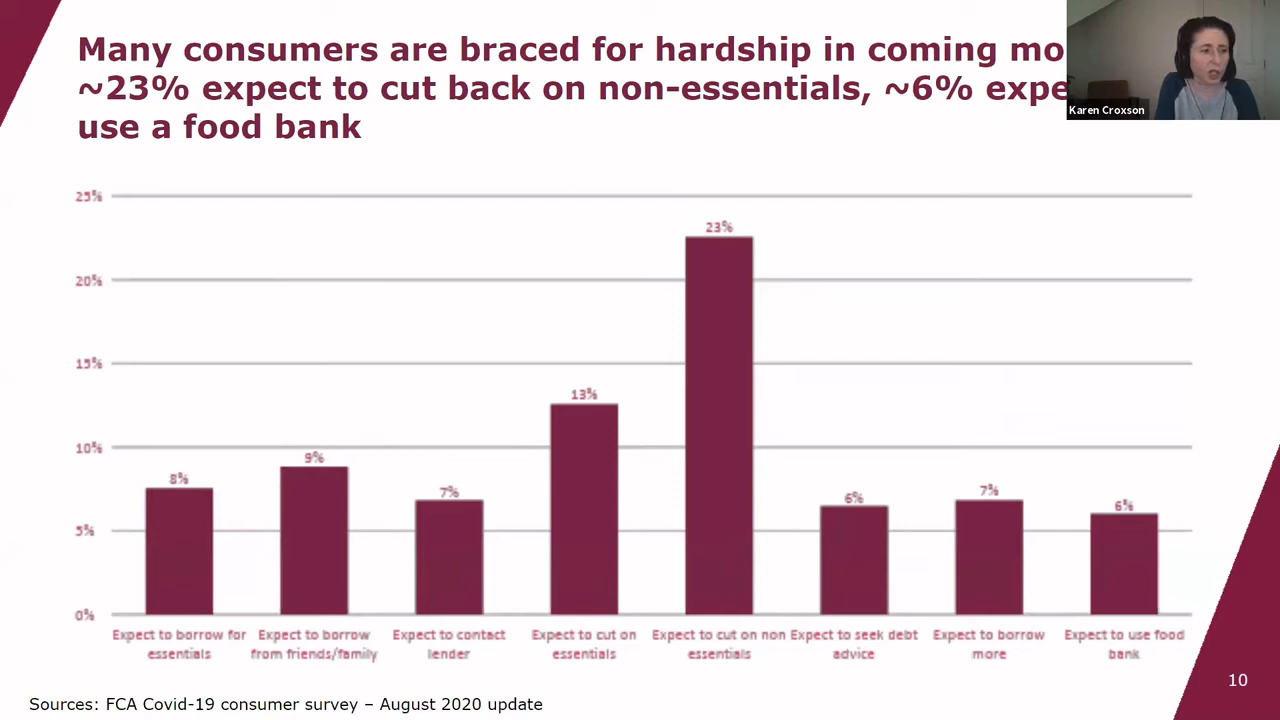 Many consumers are braced for hardship in coming mo
~23% expect to cut back on non-essentials, ~6% expe
use a food bank
Karen Croxson
25%
20%
15%
10%
5%
0%
8%
9%
7%
13%
23%
6%
7%
6%
Expect to borrow for essentials
Expect to borrow from friends/family
Expect to contact lender
Expect to cut on essentials
Expect to cut on non essentials
Expect to seek debt advice
Expect to borrow more
Expect to use food bank
10
Sources: FCA Covid-19 consumer survey – August 2020 update